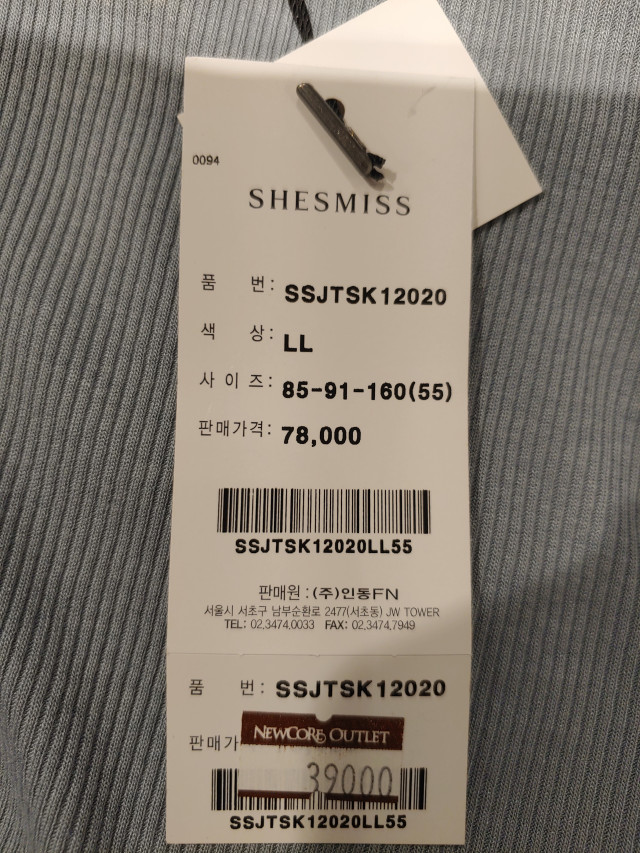 0094
SHESMISS
품 번: SSJTSK12020
색 상: LL
사 이 즈: 85-91-160(55)
판매가격: 78,000
SSJTSK12020LL55
판매원 : (주)인동FN
서울시 서초구 남부순환로 2477(서초동) JW TOWER
TEL: 02.3474.0033 FAX: 02.3474.7949
품 번: SSJTSK12020
판매가
NEWCORE OUTLET
39000
SSJTSK12020LL55